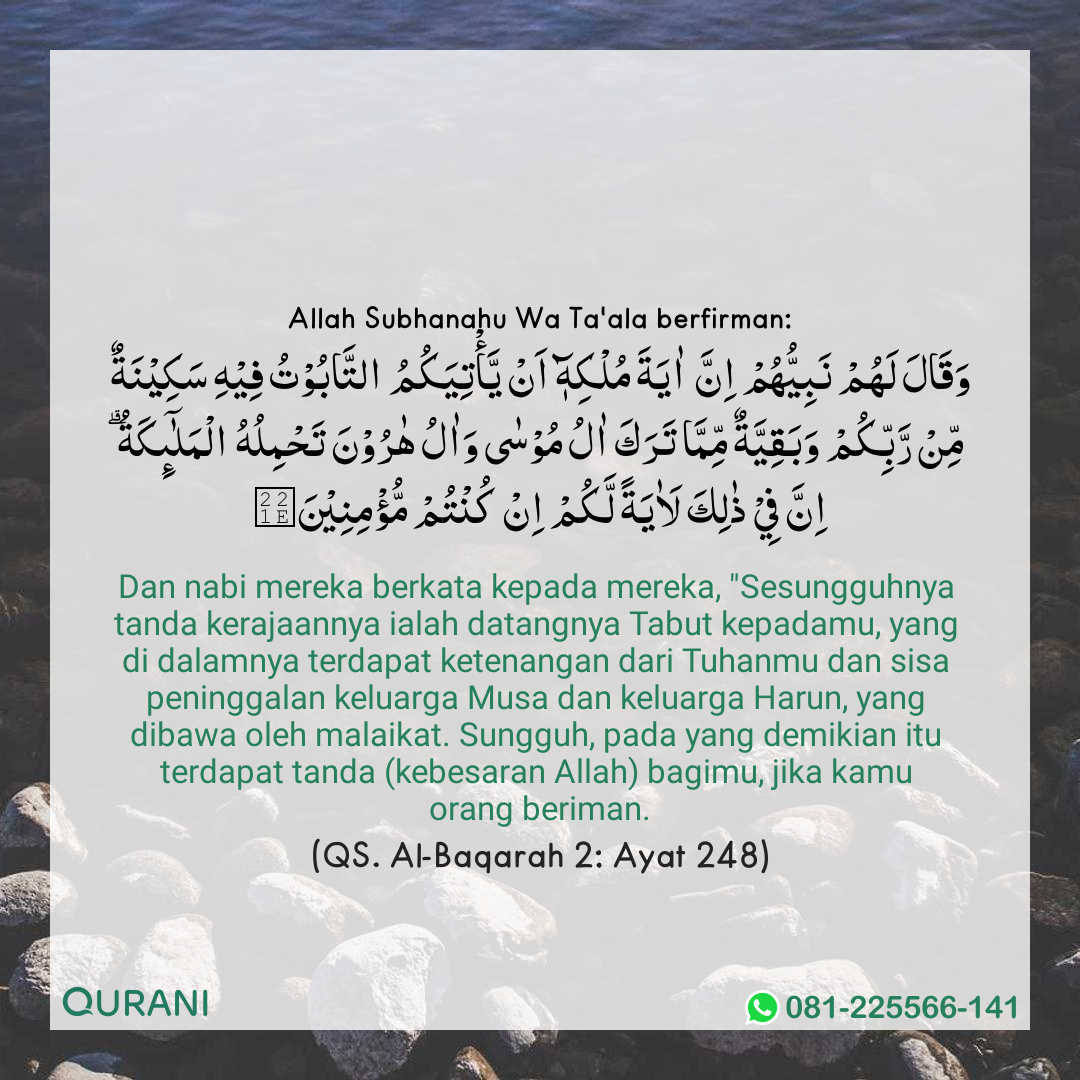 Allah Subhanahu Wa Ta'ala berfirman:
وَقَالَ لَهُمْ نَبِيُّهُمْ اِنَّ اٰيَةَ مُلْكِهٖٓ اَنْ يَّأْتِيَكُمُ التَّابُوْتُ فِيْهِ سَكِيْنَةٌ
مِّنْ رَّبِّكُمْ وَبَقِيَّةٌ مِّمَّا تَرَكَ اٰلُ مُوْسٰى وَاٰلُ هٰرُوْنَ تَحْمِلُهُ الْمَلٰۤىِٕكَةُ ۗ
اِنَّ فِيْ ذٰلِكَ لَاٰيَةً لَّكُمْ اِنْ كُنْتُمْ مُّؤْمِنِيْنَ
Dan nabi mereka berkata kepada mereka, "Sesungguhnya
tanda kerajaannya ialah datangnya Tabut kepadamu, yang
di dalamnya terdapat ketenangan dari Tuhanmu dan sisa
peninggalan keluarga Musa dan keluarga Harun, yang
dibawa oleh malaikat. Sungguh, pada yang demikian itu
terdapat tanda (kebesaran Allah) bagimu, jika kamu
orang beriman.
(QS. Al-Baqarah 2: Ayat 248)
QURANI
081-225566-141